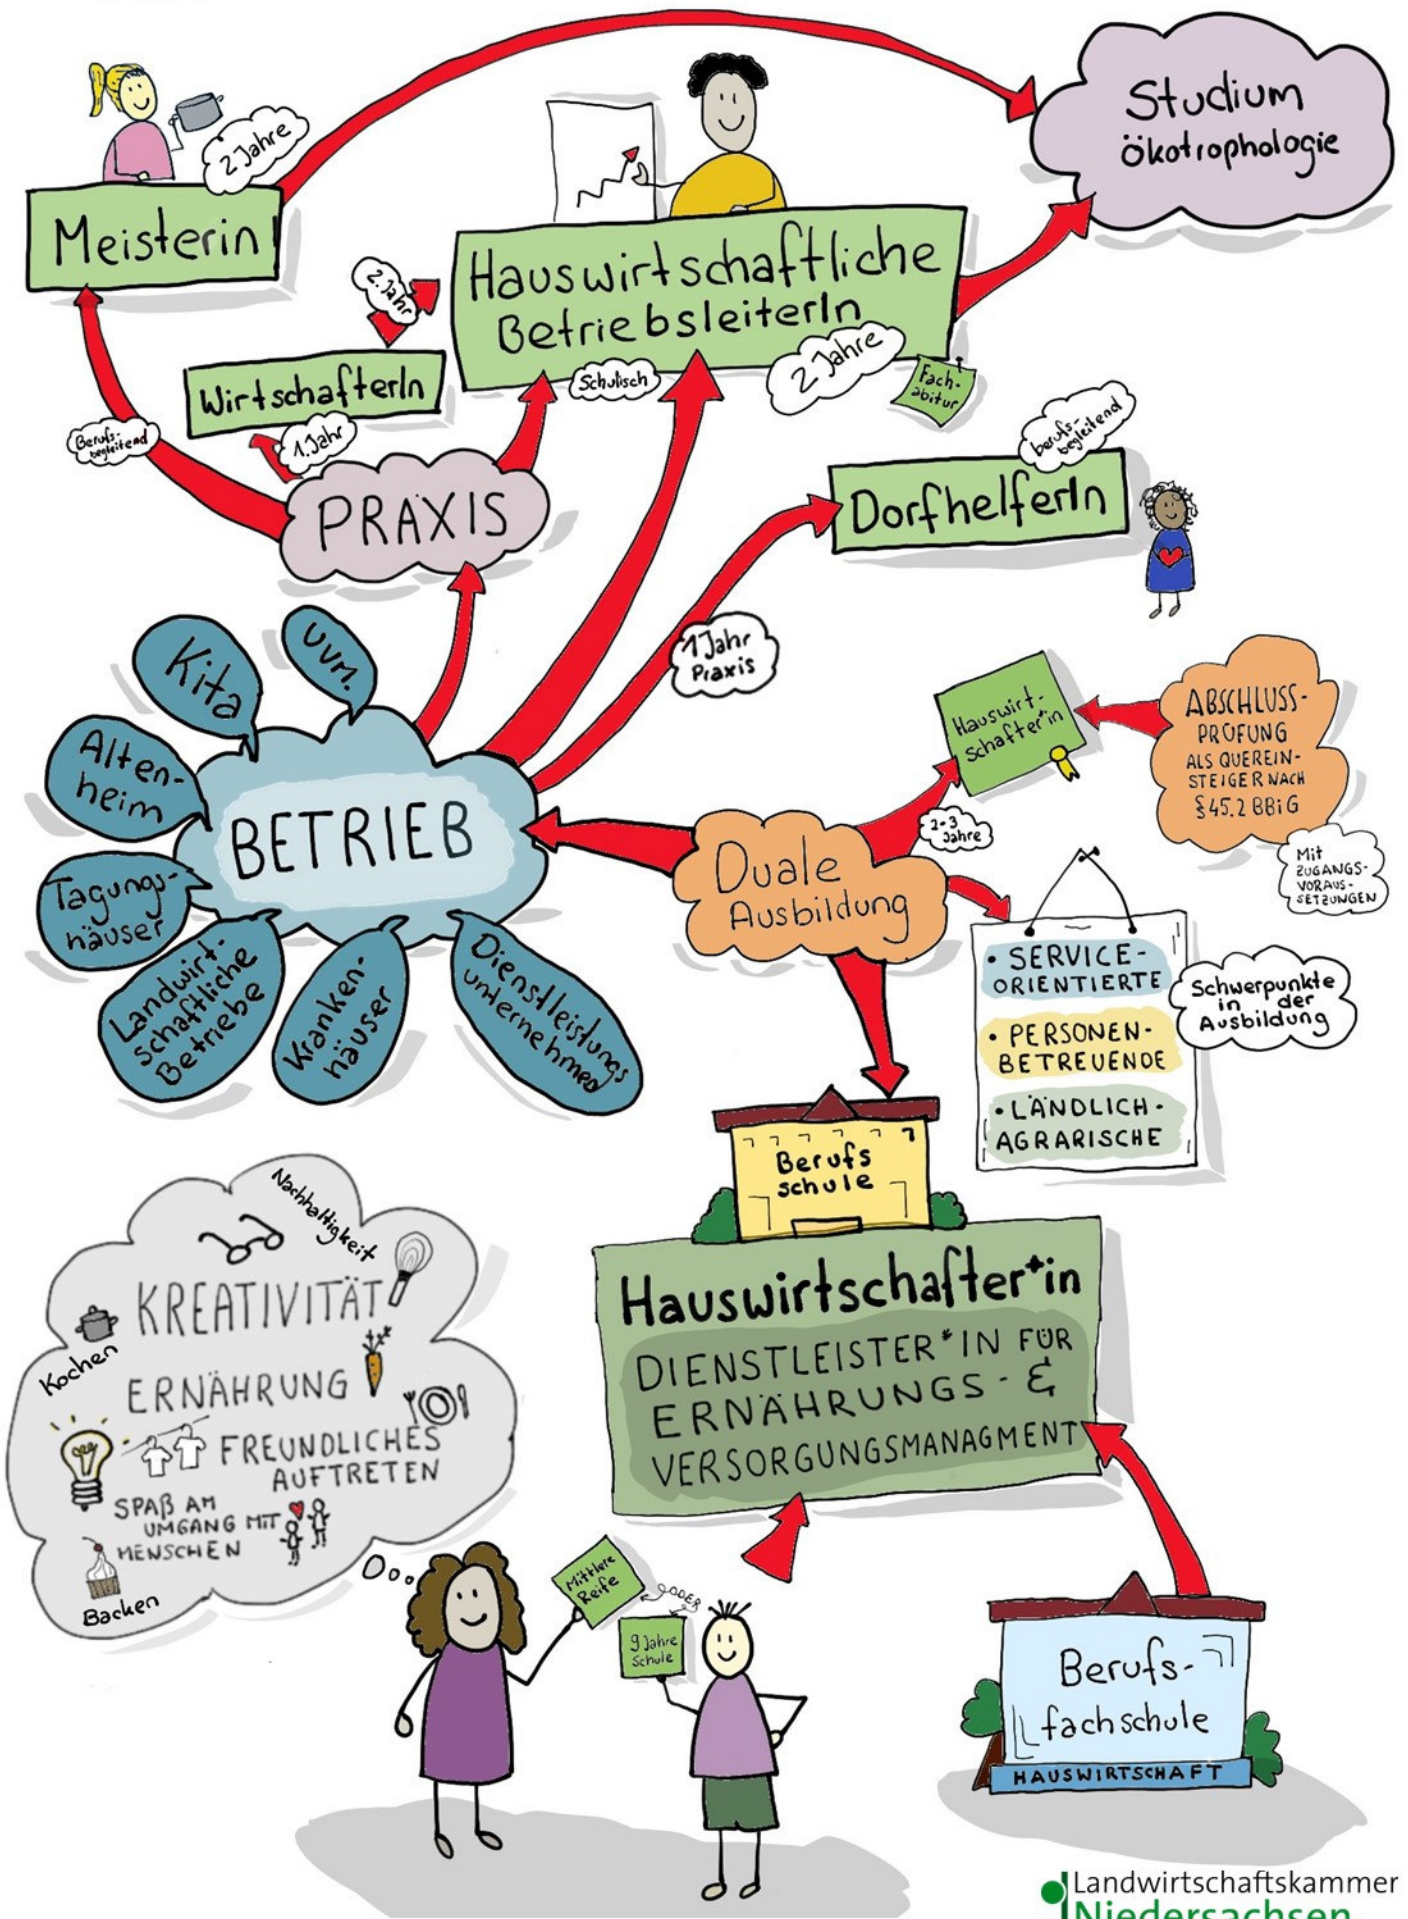 Studium
ökotrophologie
2 Jahre
Meisterin
Hauswirtschaftliche
BetriebsleiterIn
2. Jahr
WirtschafterIn
Schulisch
2 Jahre
Fach-
abitur
1. Jahr
Berufs-
begleitend
berufs-
begleitend
PRAXIS
DorfhelferIn
1 Jahr
Praxis
Kita
uvm.
Alten-
heim
BETRIEB
Tagungs-
häuser
Landwirt-
schaftliche
Betriebe
Kranken-
häuser
Dienstleistungs
unternehmen
Hauswirt-
schafter*in
ABSCHLUSS-
PRÜFUNG
ALS QUEREIN-
STEIGER NACH
§45.2 BBiG
Mit
ZUGANGS-
VORAUS-
SETZUNGEN
2-3
Jahre
Duale
Ausbildung
• SERVICE-
ORIENTIERTE
• PERSONEN-
BETREUENDE
• LÄNDLICH-
AGRARISCHE
Schwerpunkte
in der
Ausbildung
Berufs
schule
Hauswirtschafter*in
DIENSTLEISTER*IN FÜR
ERNÄHRUNGS- &
VERSORGUNGSMANAGMENT
Nachhaltigkeit
KREATIVITÄT
Kochen
ERNÄHRUNG
FREUNDLICHES
AUFTRETEN
SPAß AM
UMGANG MIT
MENSCHEN
Backen
Mittlere
Reife
ODER
9 Jahre
Schule
Berufs-
fachschule
HAUSWIRTSCHAFT
Landwirtschaftskammer
Niedersachsen